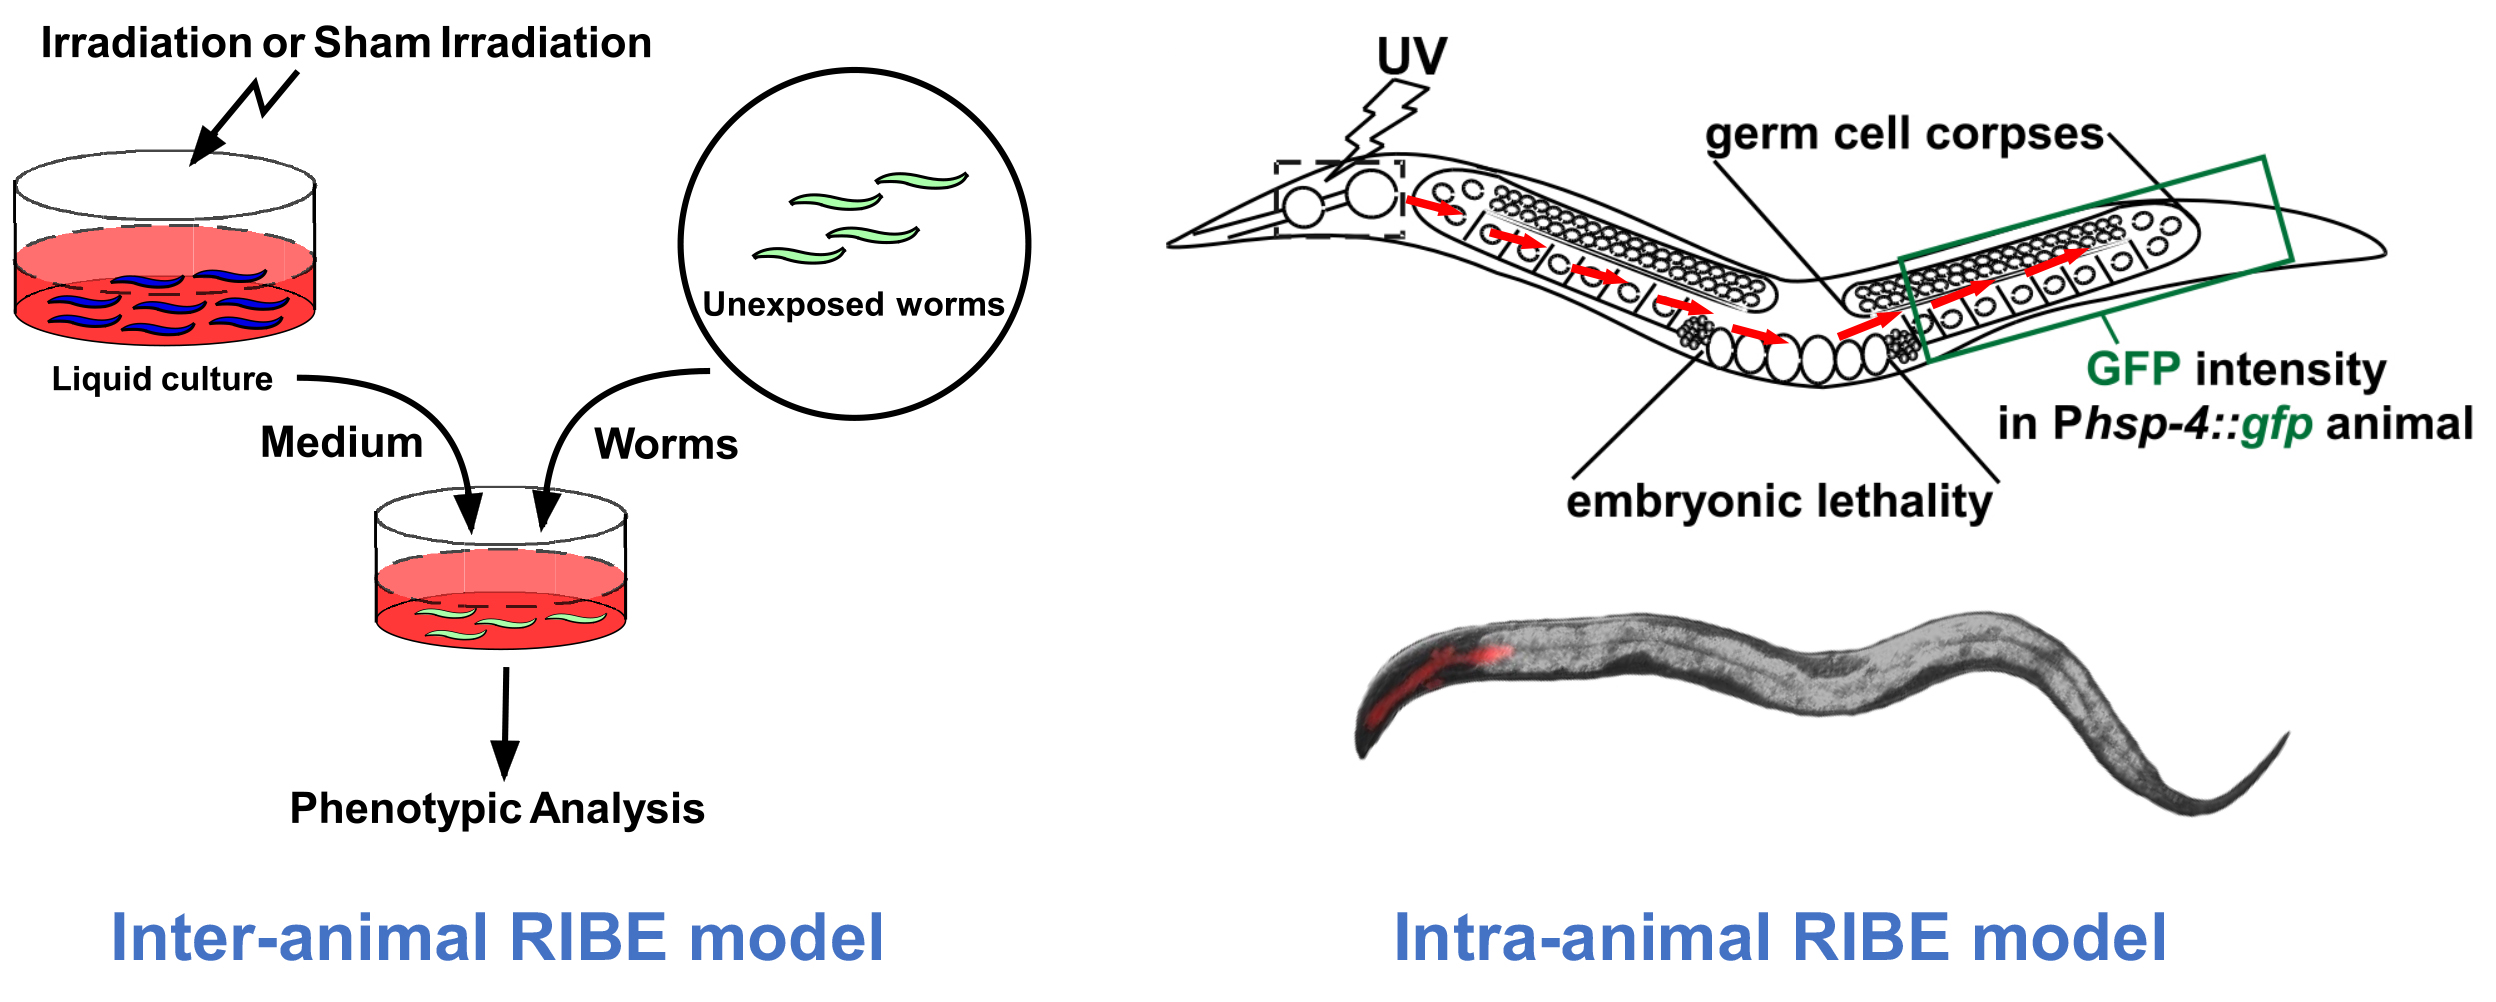 Irradiation or Sham Irradiation
Unexposed worms
Liquid culture
Medium
Worms
Phenotypic Analysis
Inter-animal RIBE model
UV
germ cell corpses
GFP intensity
in Phsp-4::gfp animal
embryonic lethality
Intra-animal RIBE model